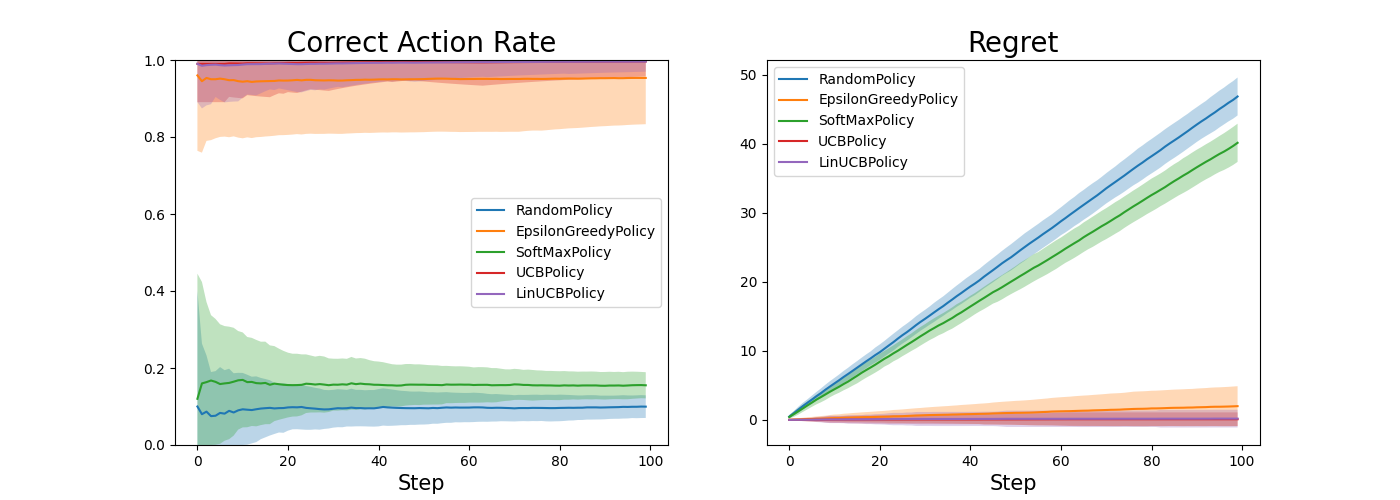 Correct Action Rate
1.0
0.8
0.6
0.4
0.2
0.0
RandomPolicy
EpsilonGreedyPolicy
SoftMaxPolicy
UCBPolicy
LinUCBPolicy
0 20 40 60 80 100
Step
Regret
50
40
30
20
10
0
RandomPolicy
EpsilonGreedyPolicy
SoftMaxPolicy
UCBPolicy
LinUCBPolicy
0 20 40 60 80 100
Step